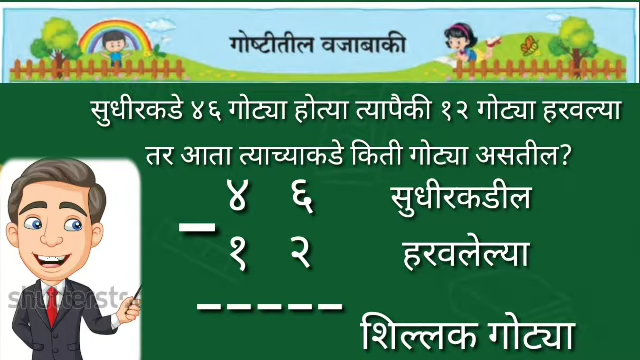 गोष्टीतील वजाबाकी
सुधीरकडे ४६ गोट्या होत्या त्यापैकी १२ गोट्या हरवल्या
तर आता त्याच्याकडे किती गोट्या असतील?
४ ६ सुधीरकडील
– १ २ हरवलेल्या
– – – – –
शिल्लक गोट्या